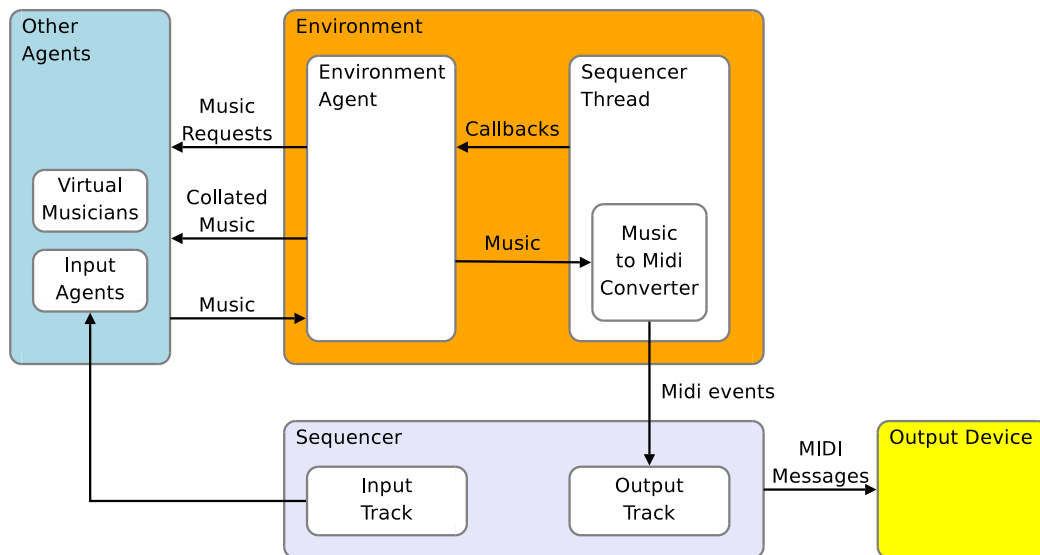 Other
Agents
Environment
Environment
Agent
Sequencer
Thread
Music
Requests
Callbacks
Virtual
Musicians
Collated
Music
Music
Music
to Midi
Converter
Input
Agents
Music
Midi events
Sequencer
Input
Track
Output
Track
MIDI
Messages
Output Device